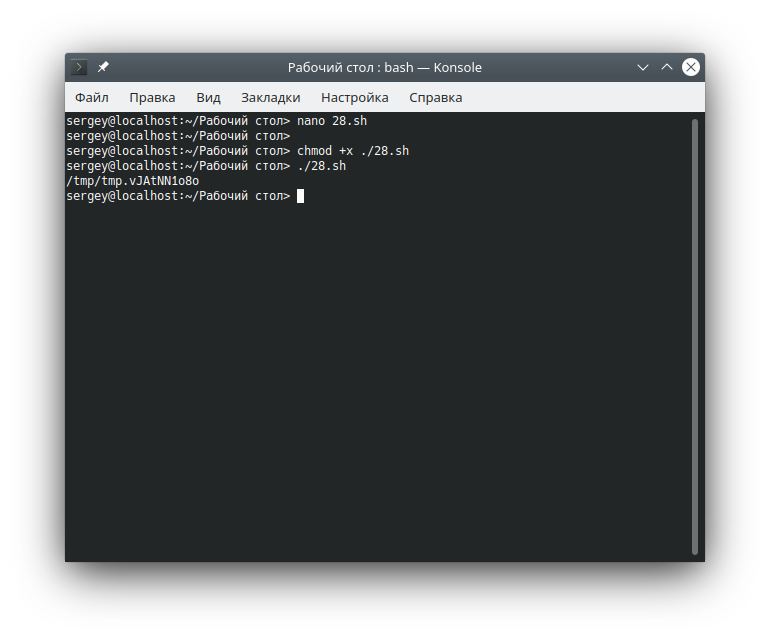 Рабочий стол : bash — Konsole
Файл Правка Вид Закладки Настройка Справка
sergey@localhost:~/Рабочий стол> nano 28.sh
sergey@localhost:~/Рабочий стол>
sergey@localhost:~/Рабочий стол> chmod +x ./28.sh
sergey@localhost:~/Рабочий стол> ./28.sh
/tmp/tmp.vJAtNN1o8o
sergey@localhost:~/Рабочий стол>